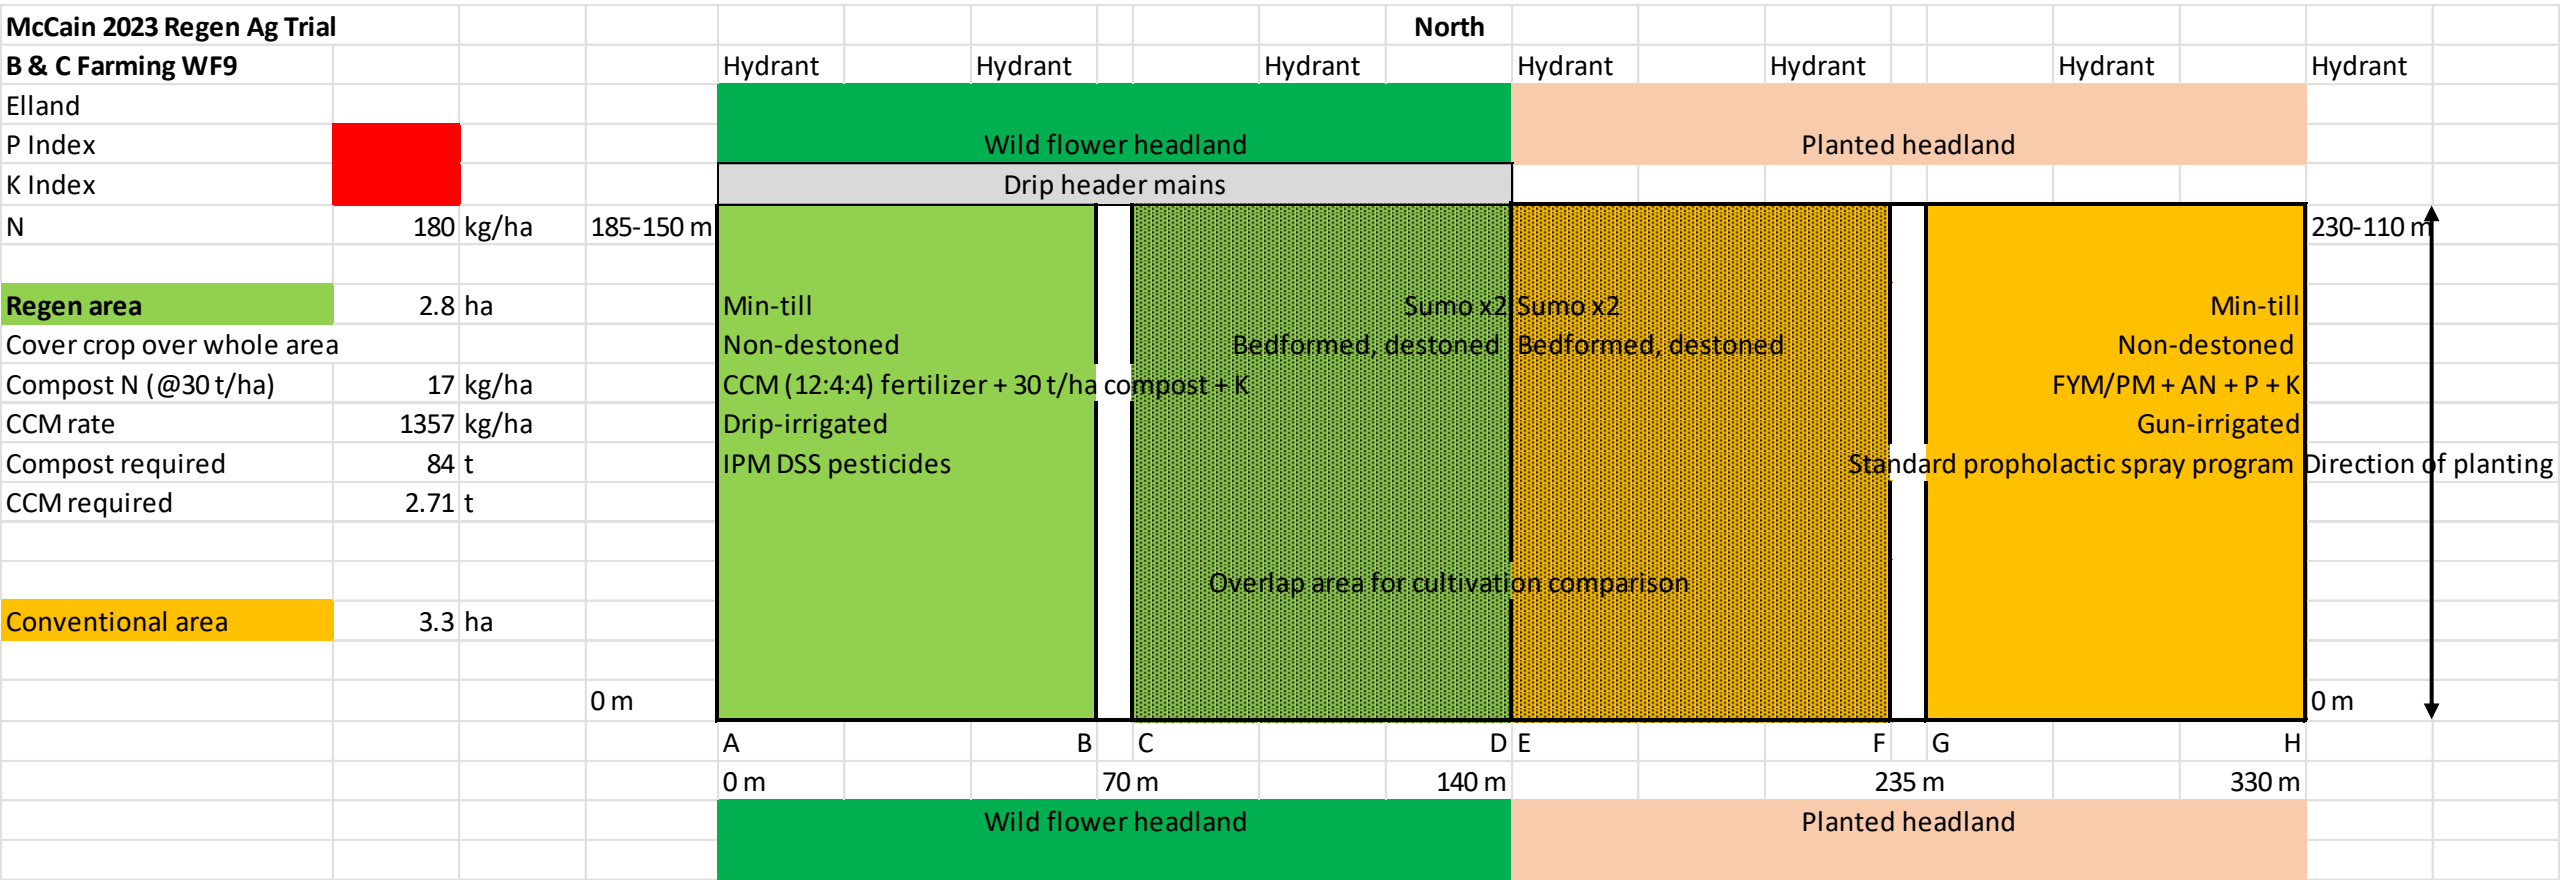 McCain 2023 Regen Ag Trial North
B & C Farming WF9 Hydrant Hydrant Hydrant Hydrant Hydrant Hydrant Hydrant
Elland
P Index Wild flower headland Planted headland
K Index Drip header mains
N 180 kg/ha 185-150 m 230-110 m
Regen area 2.8 ha Min-till Sumo x2 Sumo x2 Min-till
Cover crop over whole area Non-destoned Bedformed, destoned Bedformed, destoned Non-destoned
Compost N (@30 t/ha) 17 kg/ha CCM (12:4:4) fertilizer + 30 t/ha compost + K FYM/PM + AN + P + K
CCM rate 1357 kg/ha Drip-irrigated Gun-irrigated
Compost required 84 t IPM DSS pesticides Standard propholactic spray program Direction of planting
CCM required 2.71 t
Overlap area for cultivation comparison
Conventional area 3.3 ha
0 m 0 m
A B C D E F G H
0 m 70 m 140 m 235 m 330 m
Wild flower headland Planted headland